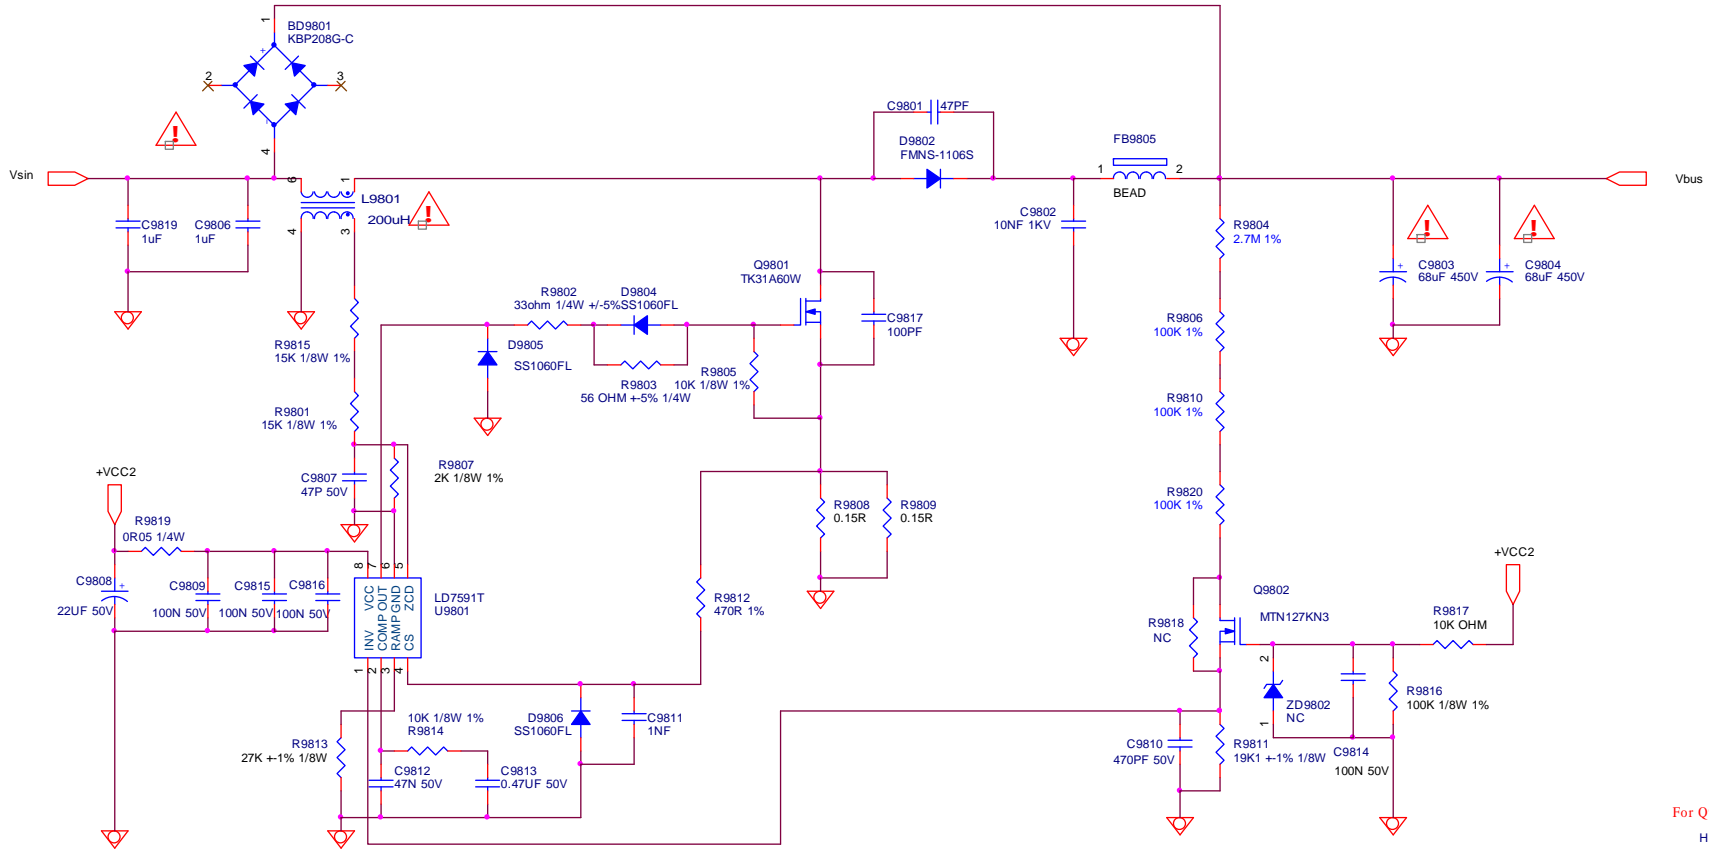 1
BD9801
KBP208G-C
+
2
3
-
4
Vsin
C9819
1uF
C9806
1uF
6
1
L9801
200uH
4
3
C9801
47PF
D9802
FMNS-1106S
FB9805
1
2
BEAD
Vbus
C9802
10NF 1KV
R9804
2.7M 1%
+
C9803
68uF 450V
+
C9804
68uF 450V
Q9801
TK31A60W
R9802
33ohm 1/4W +/-5%
D9804
SS1060FL
C9817
100PF
D9805
SS1060FL
R9803
56 OHM +-5% 1/4W
R9805
10K 1/8W 1%
R9815
15K 1/8W 1%
R9801
15K 1/8W 1%
R9806
100K 1%
R9810
100K 1%
R9820
100K 1%
R9807
2K 1/8W 1%
C9807
47P 50V
R9808
0.15R
R9809
0.15R
+VCC2
R9819
0R05 1/4W
+
C9808
22UF 50V
C9809
100N 50V
C9815
100N 50V
C9816
100N 50V
8
7
6
5
VCC
OUT
GND
ZCD
INV
COMP
RAMP
CS
1
2
3
4
LD7591T
U9801
R9812
470R 1%
+VCC2
Q9802
MTN127KN3
R9818
NC
R9817
10K OHM
2
ZD9802
NC
1
R9816
100K 1/8W 1%
C9814
100N 50V
10K 1/8W 1%
R9814
D9806
SS1060FL
C9811
1NF
R9813
27K +-1% 1/8W
C9812
47N 50V
C9813
0.47UF 50V
C9810
470PF 50V
R9811
19K1 +-1% 1/8W
For Q
H